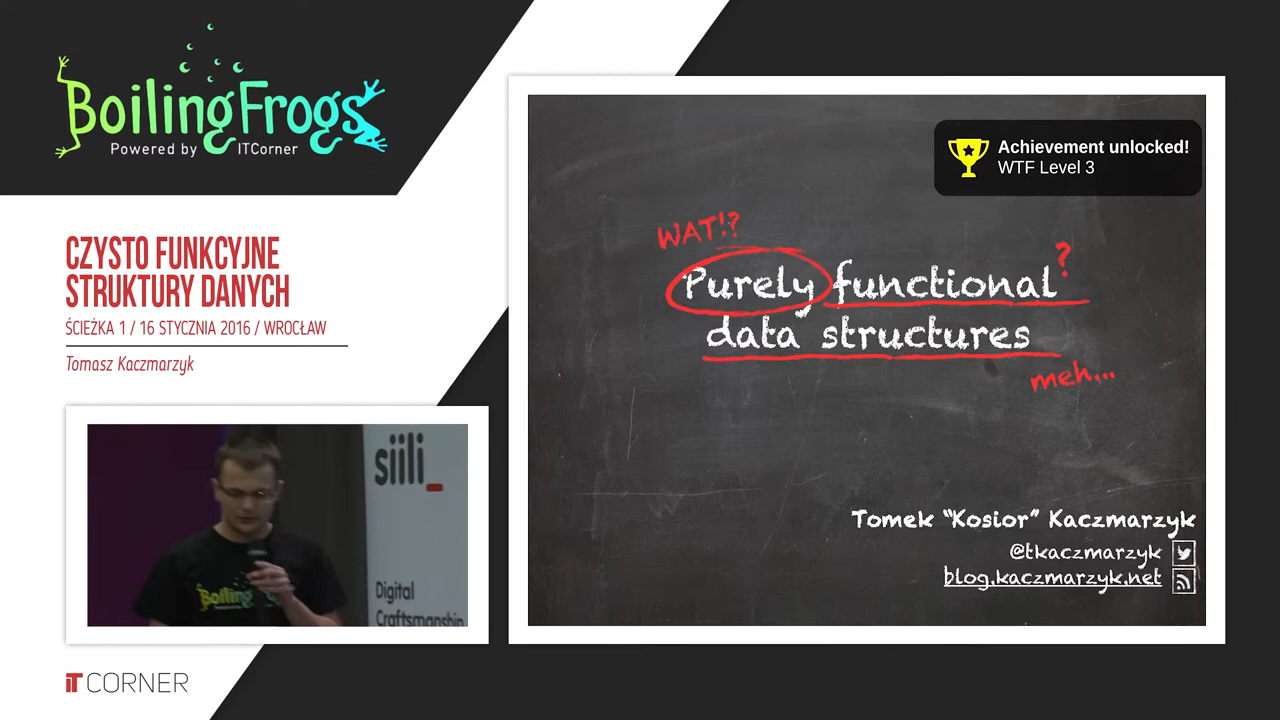 BoilingFrogs
Powered by ITCorner
CZYSTO FUNKCYJNE
STRUKTURY DANYCH
ŚCIEŻKA 1 / 16 STYCZNIA 2016 / WROCŁAW
Tomasz Kaczmarzyk
siili_
Digital
Craftsmanship
Boiling
IT CORNER
Achievement unlocked!
WTF Level 3
WAT!?
Purely functional ?
data structures
meh...
Tomek "Kosior" Kaczmarzyk
@tkaczmarzyk
blog.kaczmarzyk.net